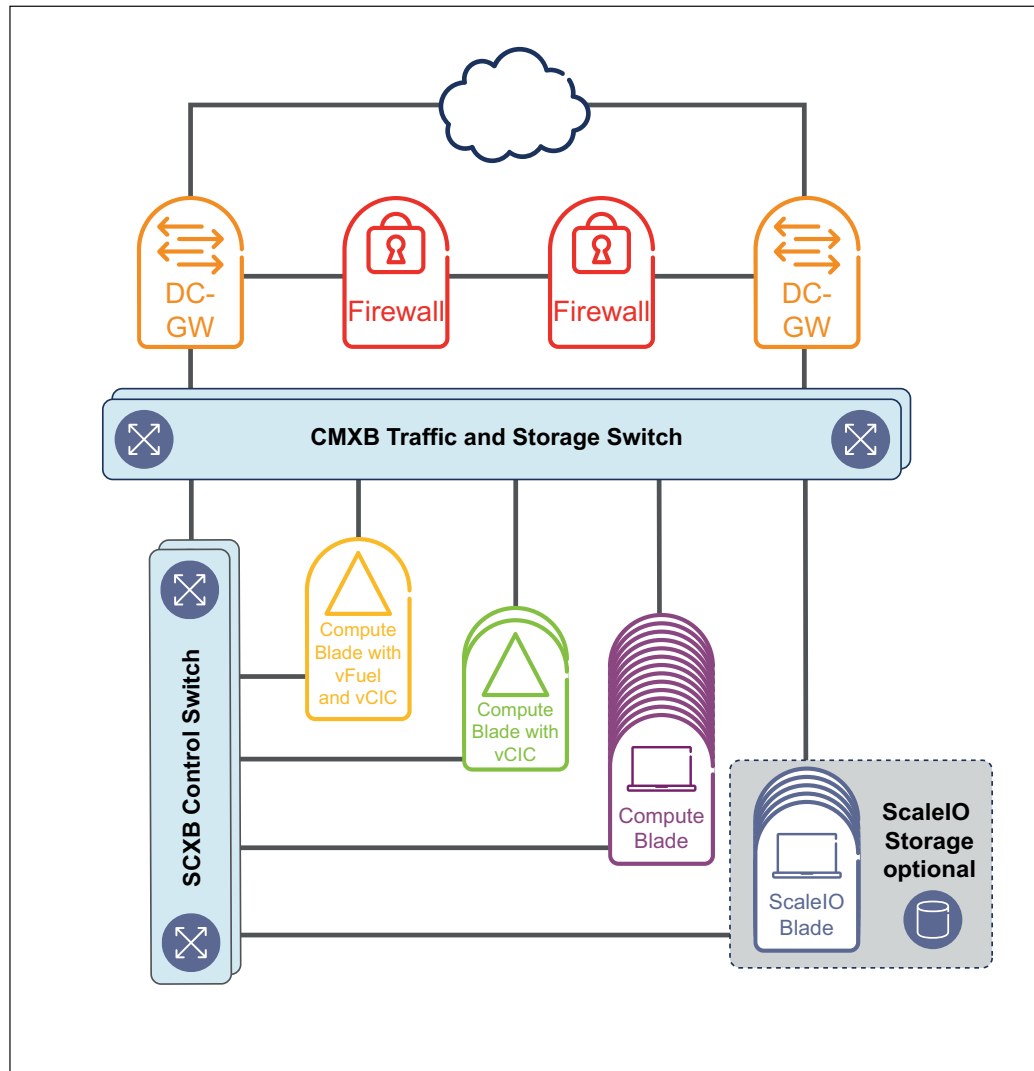 DC-
GW
Firewall
Firewall
DC-
GW
CMXB Traffic and Storage Switch
SCXB Control Switch
Compute
Blade with
vFuel
and vCIC
Compute
Blade with
vCIC
Compute
Blade
ScaleIO
Blade
ScaleIO
Storage
optional